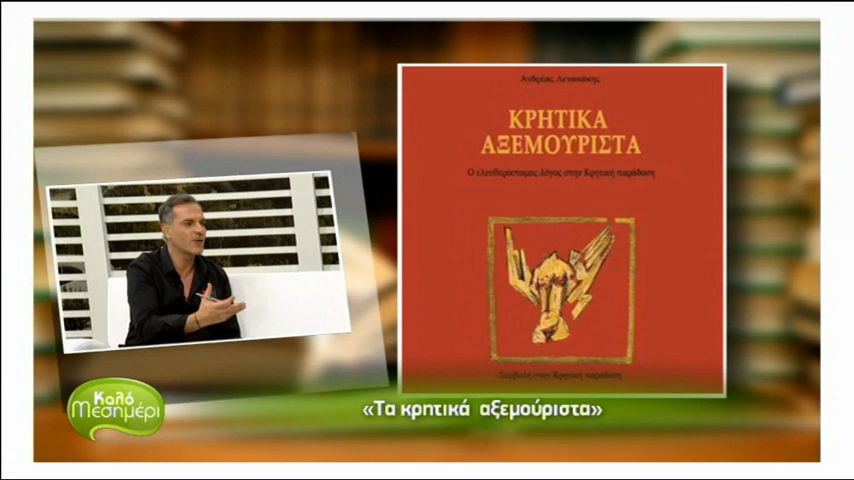 Ανδρέας Λενακάκης
ΚΡΗΤΙΚΑ
ΑΞΕΜΟΥΡΙΣΤΑ
Ο ελευθερόστομος λόγος στην Κρητική παράδοση
Συμβολή στην Κρητική παράδοση
Καλό
Μεσημέρι
«Τα κρητικά αξεμούριστα»